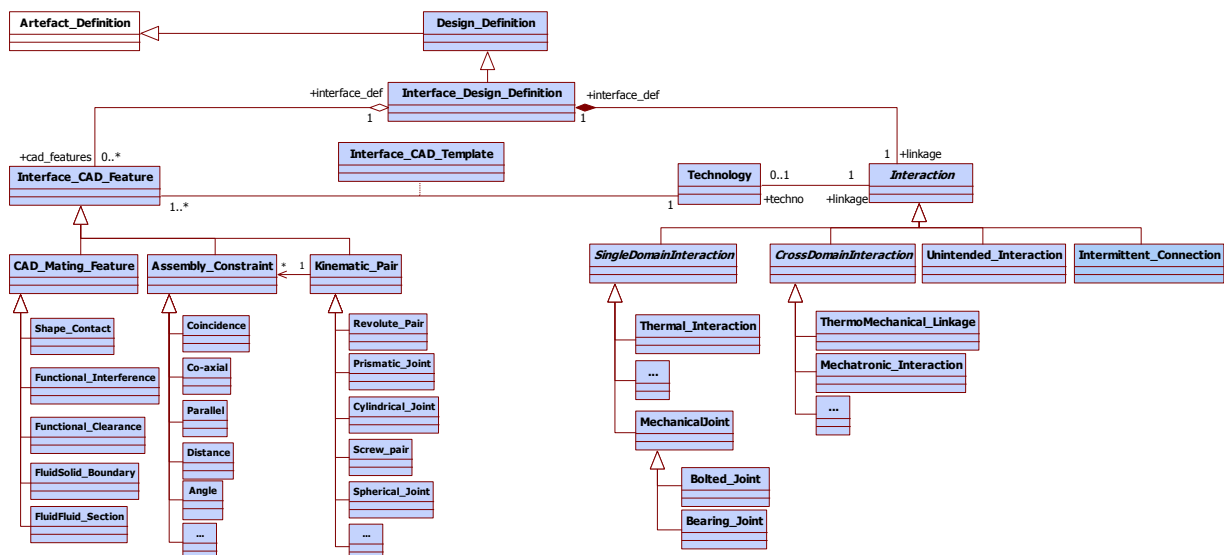 Artefact_Definition
Design_Definition
Interface_Design_Definition
+interface_def
1
+interface_def
1
+cad_features
0..*
Interface_CAD_Feature
1..*
Interface_CAD_Template
Technology
1
0..1
+techno
1
+linkage
1
+linkage
Interaction
CAD_Mating_Feature
Assembly_Constraint
*
1
Kinematic_Pair
SingleDomainInteraction
CrossDomainInteraction
Unintended_Interaction
Intermittent_Connection
Shape_Contact
Functional_Interference
Functional_Clearance
FluidSolid_Boundary
FluidFluid_Section
Coincidence
Co-axial
Parallel
Distance
Angle
...
Revolute_Pair
Prismatic_Joint
Cylindrical_Joint
Screw_pair
Spherical_Joint
...
Thermal_Interaction
...
MechanicalJoint
Bolted_Joint
Bearing_Joint
ThermoMechanical_Linkage
Mechatronic_Interaction
...